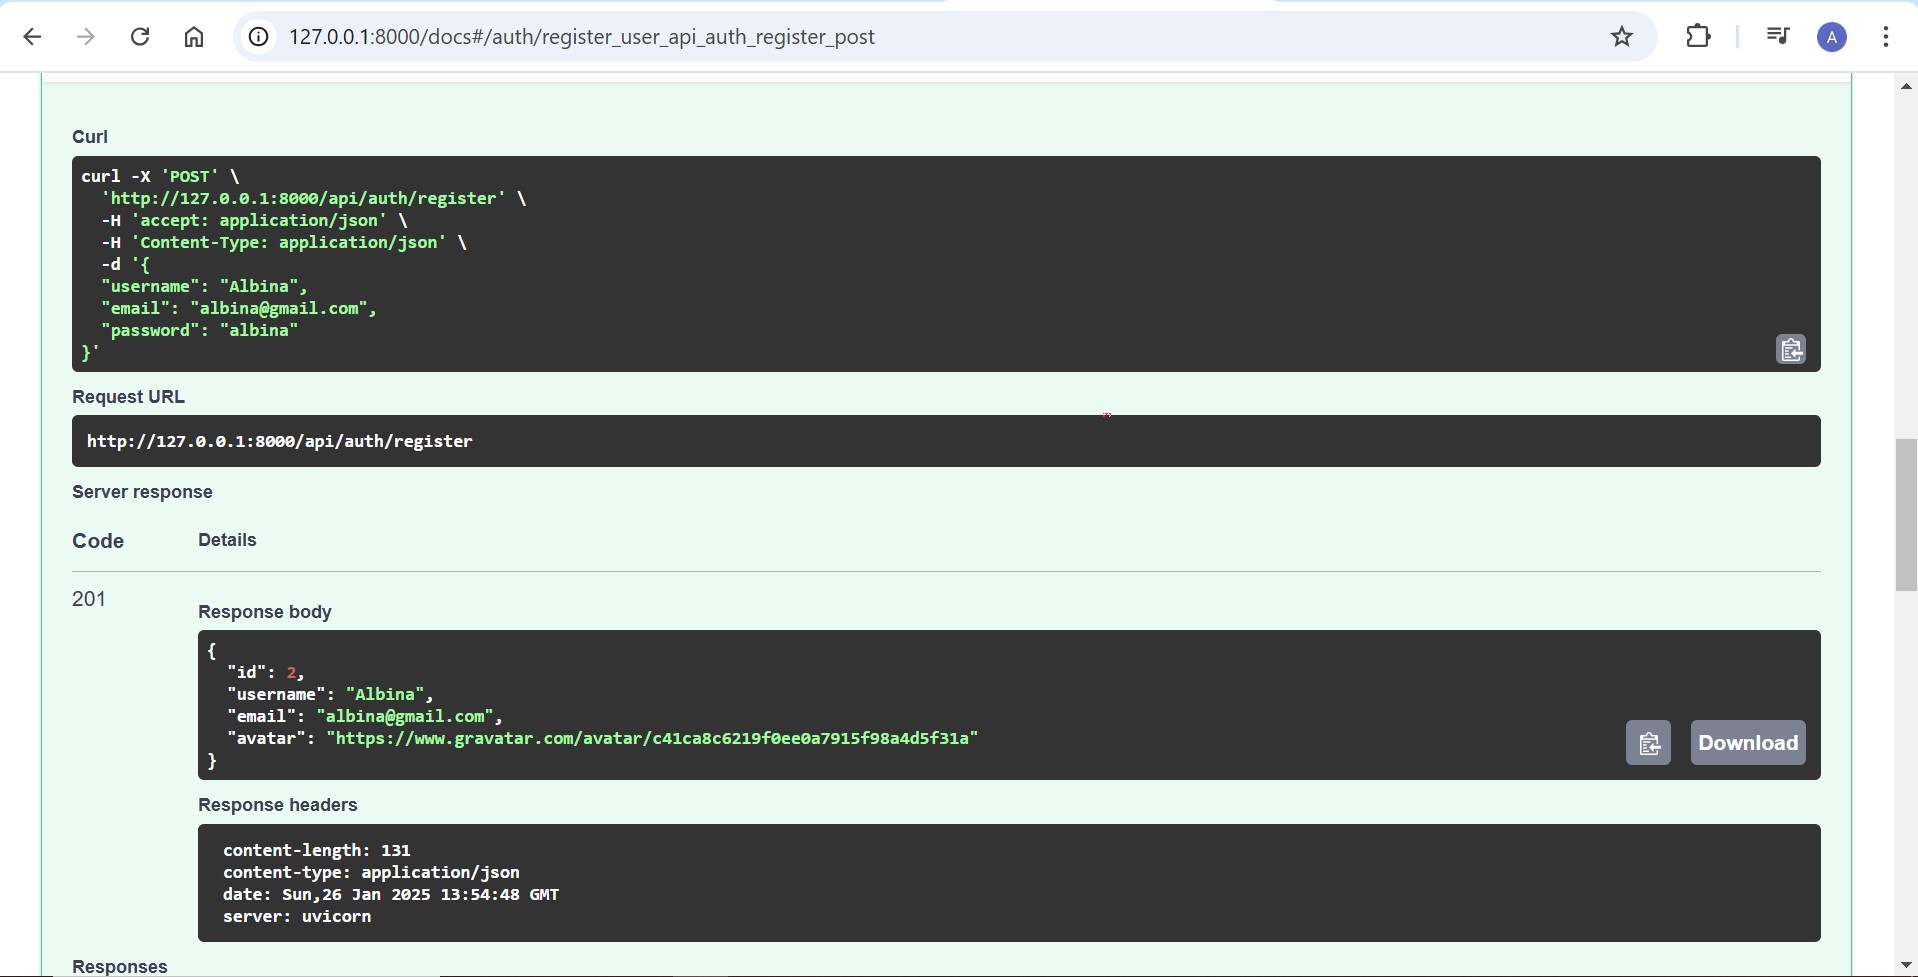 127.0.0.1:8000/docs#/auth/register_user_api_auth_register_post
A
Curl
curl -X 'POST' \
'http://127.0.0.1:8000/api/auth/register' \
-H 'accept: application/json' \
-H 'Content-Type: application/json' \
-d '{
"username": "Albina",
"email": "albina@gmail.com",
"password": "albina"
}'
Request URL
http://127.0.0.1:8000/api/auth/register
Server response
Code Details
201
Response body
{
"id": 2,
"username": "Albina",
"email": "albina@gmail.com",
"avatar": "https://www.gravatar.com/avatar/c41ca8c6219f0ee0a7915f98a4d5f31a"
}
Download
Response headers
content-length: 131
content-type: application/json
date: Sun,26 Jan 2025 13:54:48 GMT
server: uvicorn
Responses